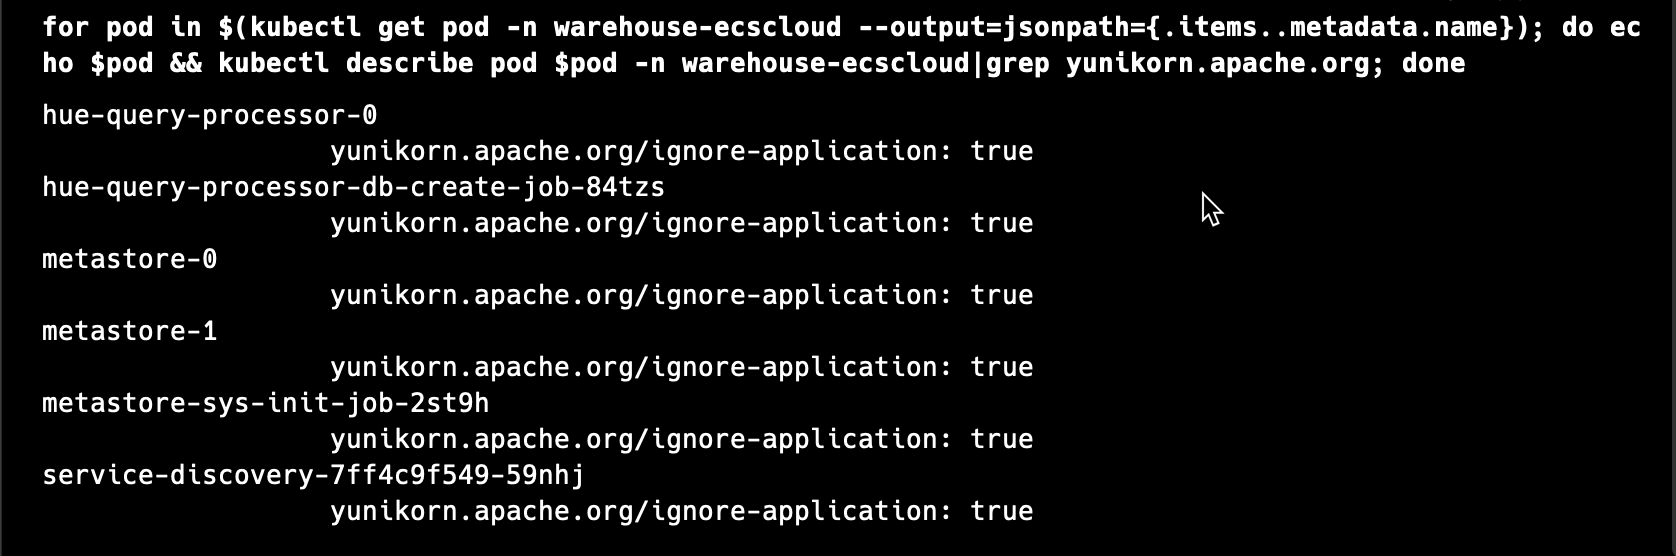 for pod in $(kubectl get pod -n warehouse-ecscloud --output=jsonpath={.items..metadata.name}); do ec
ho $pod && kubectl describe pod $pod -n warehouse-ecscloud|grep yunikorn.apache.org; done
hue-query-processor-0
yunikorn.apache.org/ignore-application: true
hue-query-processor-db-create-job-84tzs
yunikorn.apache.org/ignore-application: true
metastore-0
yunikorn.apache.org/ignore-application: true
metastore-1
yunikorn.apache.org/ignore-application: true
metastore-sys-init-job-2st9h
yunikorn.apache.org/ignore-application: true
service-discovery-7ff4c9f549-59nhj
yunikorn.apache.org/ignore-application: true